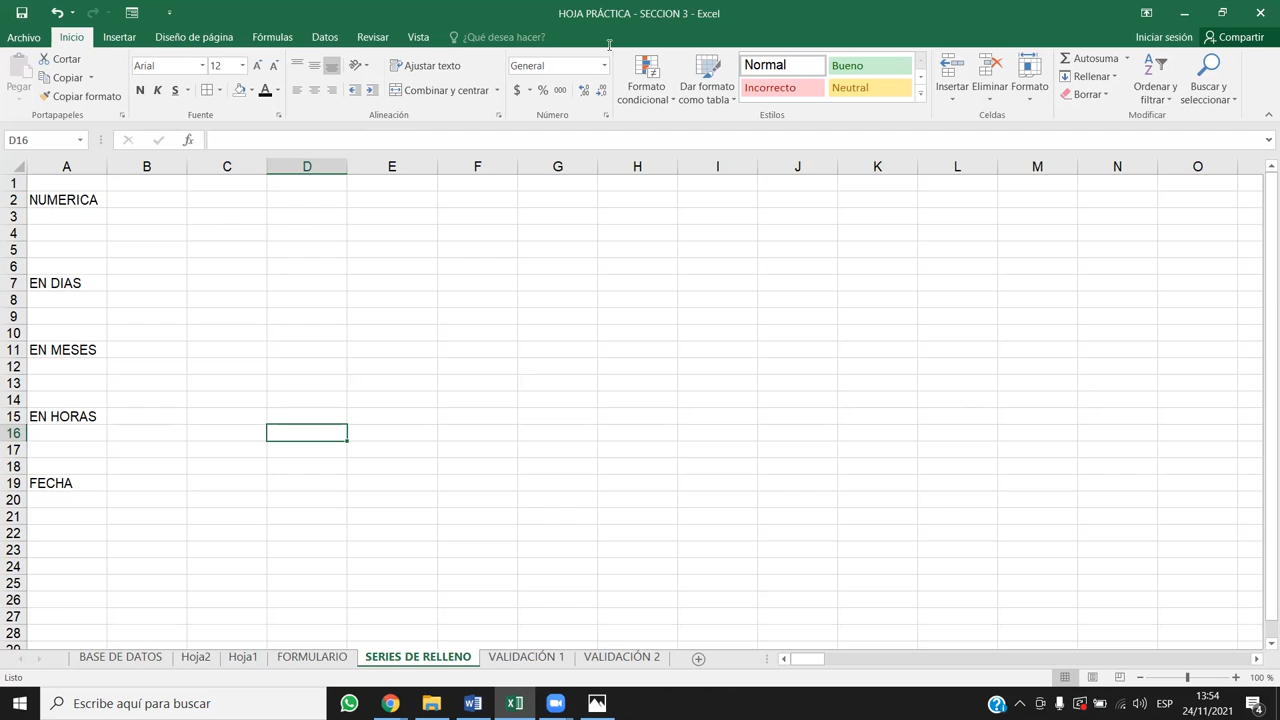 HOJA PRÁCTICA - SECCION 3 - Excel
Archivo Inicio Insertar Diseño de página Fórmulas Datos Revisar Vista ¿Qué desea hacer? Iniciar sesión Compartir
Pegar
Cortar
Copiar
Copiar formato
Portapapeles
Arial 12
N K S
Fuente
Ajustar texto
Combinar y centrar
Alineación
General
$ % 000
Número
Formato condicional
Dar formato como tabla
Normal Bueno
Incorrecto Neutral
Estilos
Insertar Eliminar Formato
Celdas
Autosuma
Rellenar
Borrar
Ordenar y filtrar
Buscar y seleccionar
Modificar
D16 fx
A B C D E F G H I J K L M N O
1
2 NUMERICA
3
4
5
6
7 EN DIAS
8
9
10
11 EN MESES
12
13
14
15 EN HORAS
16
17
18
19 FECHA
20
21
22
23
24
25
26
27
28
BASE DE DATOS Hoja2 Hoja1 FORMULARIO SERIES DE RELLENO VALIDACIÓN 1 VALIDACIÓN 2
Listo 100 %
Escribe aquí para buscar
ESP
13:54
24/11/2021